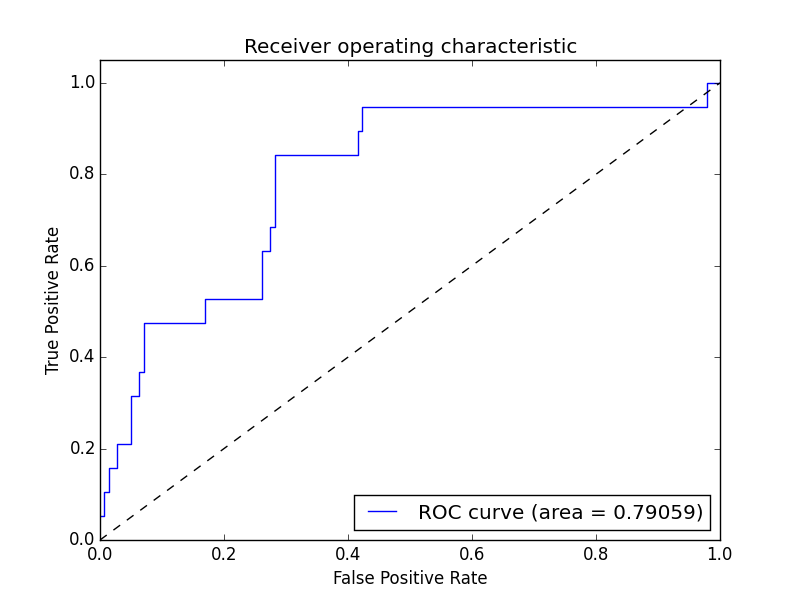 Receiver operating characteristic
1.0
0.8
0.6
0.4
0.2
0.0
True Positive Rate
ROC curve (area = 0.79059)
0.0 0.2 0.4 0.6 0.8 1.0
False Positive Rate